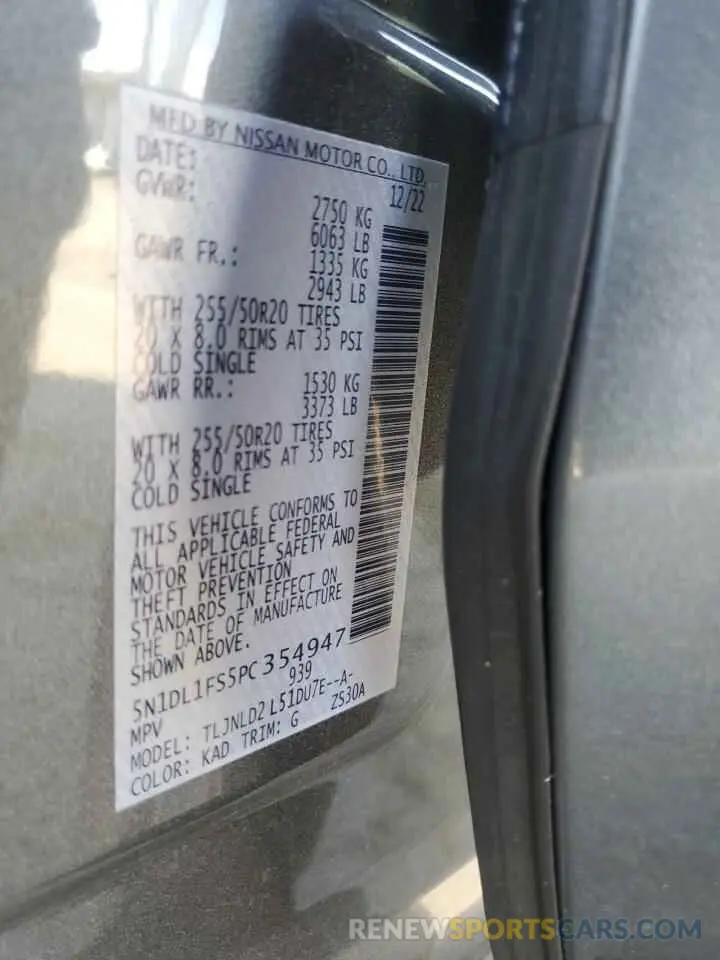 MFD BY NISSAN MOTOR CO., LTD.
DATE: 12/22
GVWR: 2750 KG
6063 LB
GAWR FR.: 1335 KG
2943 LB
WITH 255/50R20 TIRES
20 X 8.0 RIMS AT 35 PSI
COLD SINGLE
GAWR RR.: 1530 KG
3373 LB
WITH 255/50R20 TIRES
20 X 8.0 RIMS AT 35 PSI
COLD SINGLE
THIS VEHICLE CONFORMS TO
ALL APPLICABLE FEDERAL
MOTOR VEHICLE SAFETY AND
THEFT PREVENTION
STANDARDS IN EFFECT ON
THE DATE OF MANUFACTURE
SHOWN ABOVE.
5N1DL1FS5PC354947
MPV 939
MODEL: TLJNLD2 L51DU7E--A-
COLOR: KAD TRIM: G ZS30A
RENEWSPORTSCARS.COM